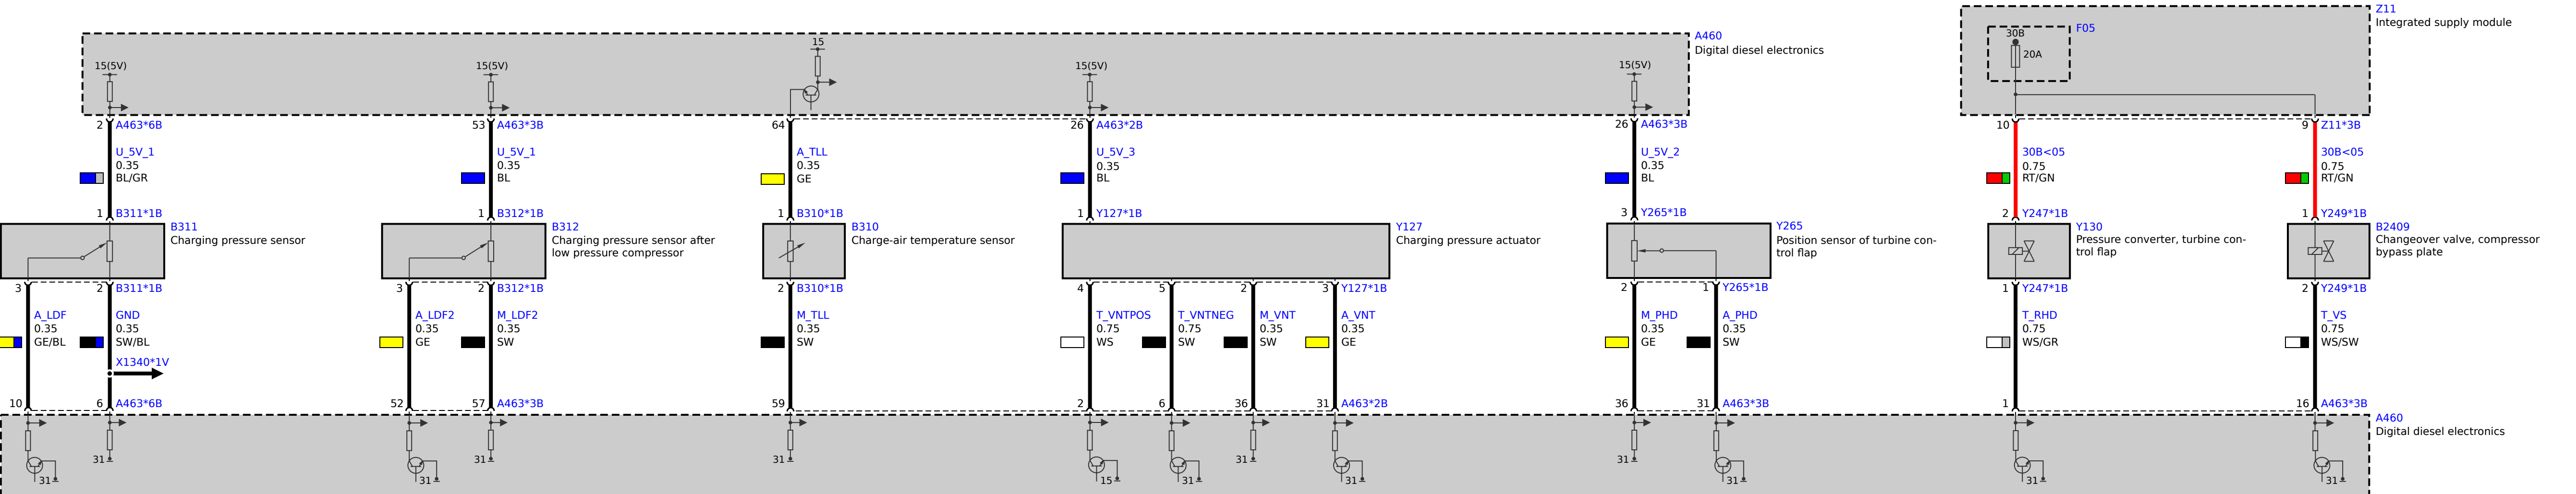 Z11
Integrated supply module
F05
30B
20A
A460
Digital diesel electronics
15
15(5V)
15(5V)
15(5V)
15(5V)
2 A463*6B
53 A463*3B
64
26 A463*2B
26 A463*3B
10
9 Z11*3B
U_5V_1
0.35
BL/GR
U_5V_1
0.35
BL
A_TLL
0.35
GE
U_5V_3
0.35
BL
U_5V_2
0.35
BL
30B<05
0.75
RT/GN
30B<05
0.75
RT/GN
1 B311*1B
1 B312*1B
1 B310*1B
1 Y127*1B
3 Y265*1B
2 Y247*1B
1 Y249*1B
B311
Charging pressure sensor
B312
Charging pressure sensor after
low pressure compressor
B310
Charge-air temperature sensor
Y127
Charging pressure actuator
Y265
Position sensor of turbine con-
trol flap
Y130
Pressure converter, turbine con-
trol flap
B2409
Changeover valve, compressor
bypass plate
3
2 B311*1B
3
2 B312*1B
2 B310*1B
4
5
2
3 Y127*1B
2
1 Y265*1B
1 Y247*1B
2 Y249*1B
A_LDF
0.35
GE/BL
GND
0.35
SW/BL
X1340*1V
A_LDF2
0.35
GE
M_LDF2
0.35
SW
M_TLL
0.35
SW
T_VNTPOS
0.75
WS
T_VNTNEG
0.75
SW
M_VNT
0.35
SW
A_VNT
0.35
GE
M_PHD
0.35
GE
A_PHD
0.35
SW
T_RHD
0.75
WS/GR
T_VS
0.75
WS/SW
10
6 A463*6B
52
57 A463*3B
59
2
6
36
31 A463*2B
36
31 A463*3B
1
16 A463*3B
A460
Digital diesel electronics
31
31
31
31
31
15
31
31
31
31
31
31
31